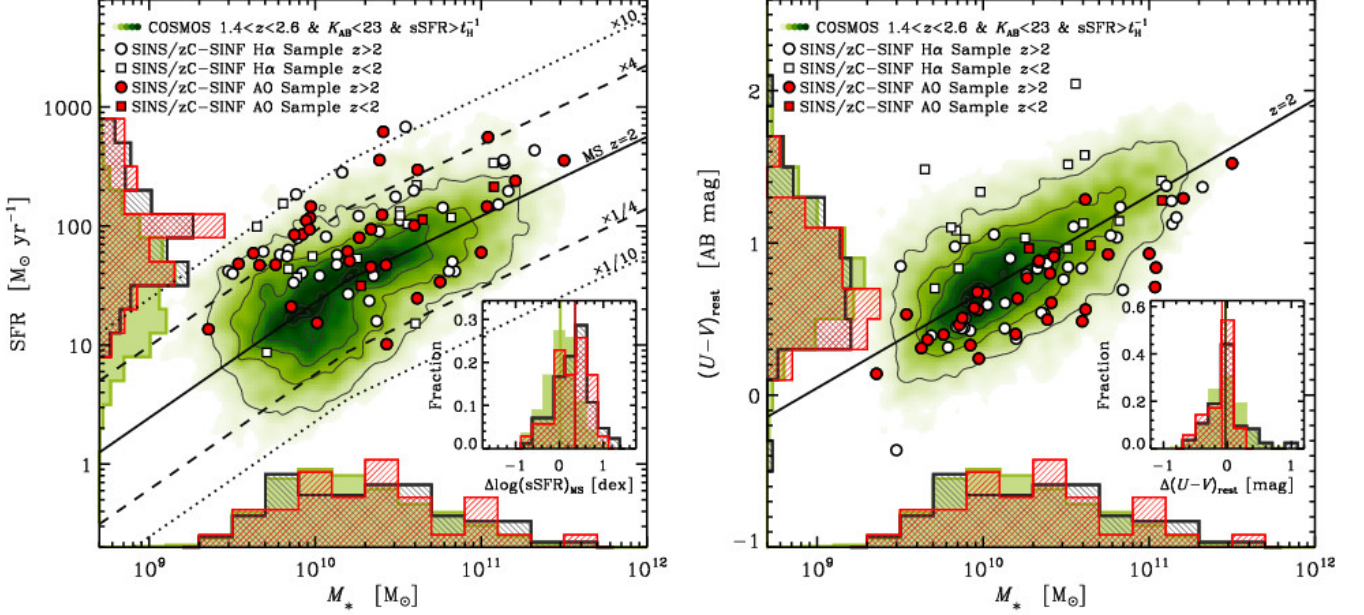 COSMOS 1.4<z<2.6 & K_AB<23 & sSFR>t_H^-1
SINS/zC-SINF Hα Sample z>2
SINS/zC-SINF Hα Sample z<2
SINS/zC-SINF AO Sample z>2
SINS/zC-SINF AO Sample z<2
×10
×4
MS z=2
×1/4
×1/10
1000
100
10
1
SFR [M⊙ yr^-1]
0.3
0.2
0.1
0.0
Fraction
−1 0 1
Δlog(sSFR)_MS [dex]
10^9 10^10 10^11 10^12
M_* [M⊙]
COSMOS 1.4<z<2.6 & K_AB<23 & sSFR>t_H^-1
SINS/zC-SINF Hα Sample z>2
SINS/zC-SINF Hα Sample z<2
SINS/zC-SINF AO Sample z>2
SINS/zC-SINF AO Sample z<2
z=2
2
1
0
−1
(U−V)_rest [AB mag]
0.6
0.4
0.2
0.0
Fraction
−1 0 1
Δ(U−V)_rest [mag]
10^9 10^10 10^11 10^12
M_* [M⊙]